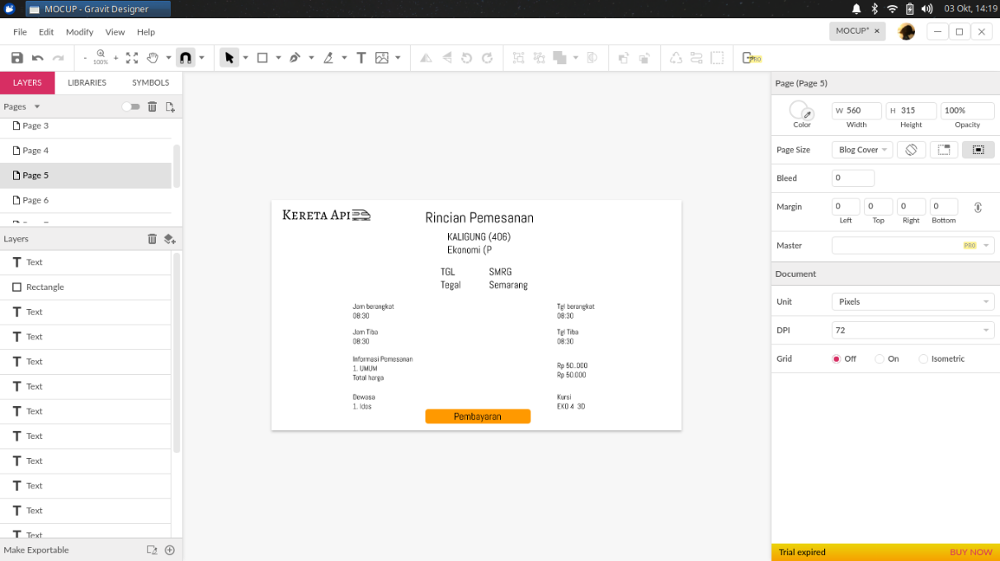 MOCUP - Gravit Designer
03 Okt, 14:19
File Edit Modify View Help
MOCUP* ×
- 100% +
PRO
LAYERS LIBRARIES SYMBOLS
Pages
Page 3
Page 4
Page 5
Page 6
Layers
Text
Rectangle
Text
Text
Text
Text
Text
Text
Text
Text
Text
Text
Make Exportable
KERETA API
Rincian Pemesanan
KALIGUNG (406)
Ekonomi (P
TGL SMRG
Tegal Semarang
Jam berangkat
08:30
Tgl berangkat
08:30
Jam Tiba
08:30
Tgl Tiba
08:30
Informasi Pemesanan
1. UMUM
Total harga
Rp 50..000
Rp 50.000
Dewasa
1. Idos
Kursi
EKO 4 3D
Pembayaran
Page (Page 5)
W 560 H 315 100%
Color Width Height Opacity
Page Size Blog Cover
Bleed 0
Margin 0 0 0 0
Left Top Right Bottom
Master PRO
Document
Unit Pixels
DPI 72
Grid Off On Isometric
Trial expired BUY NOW